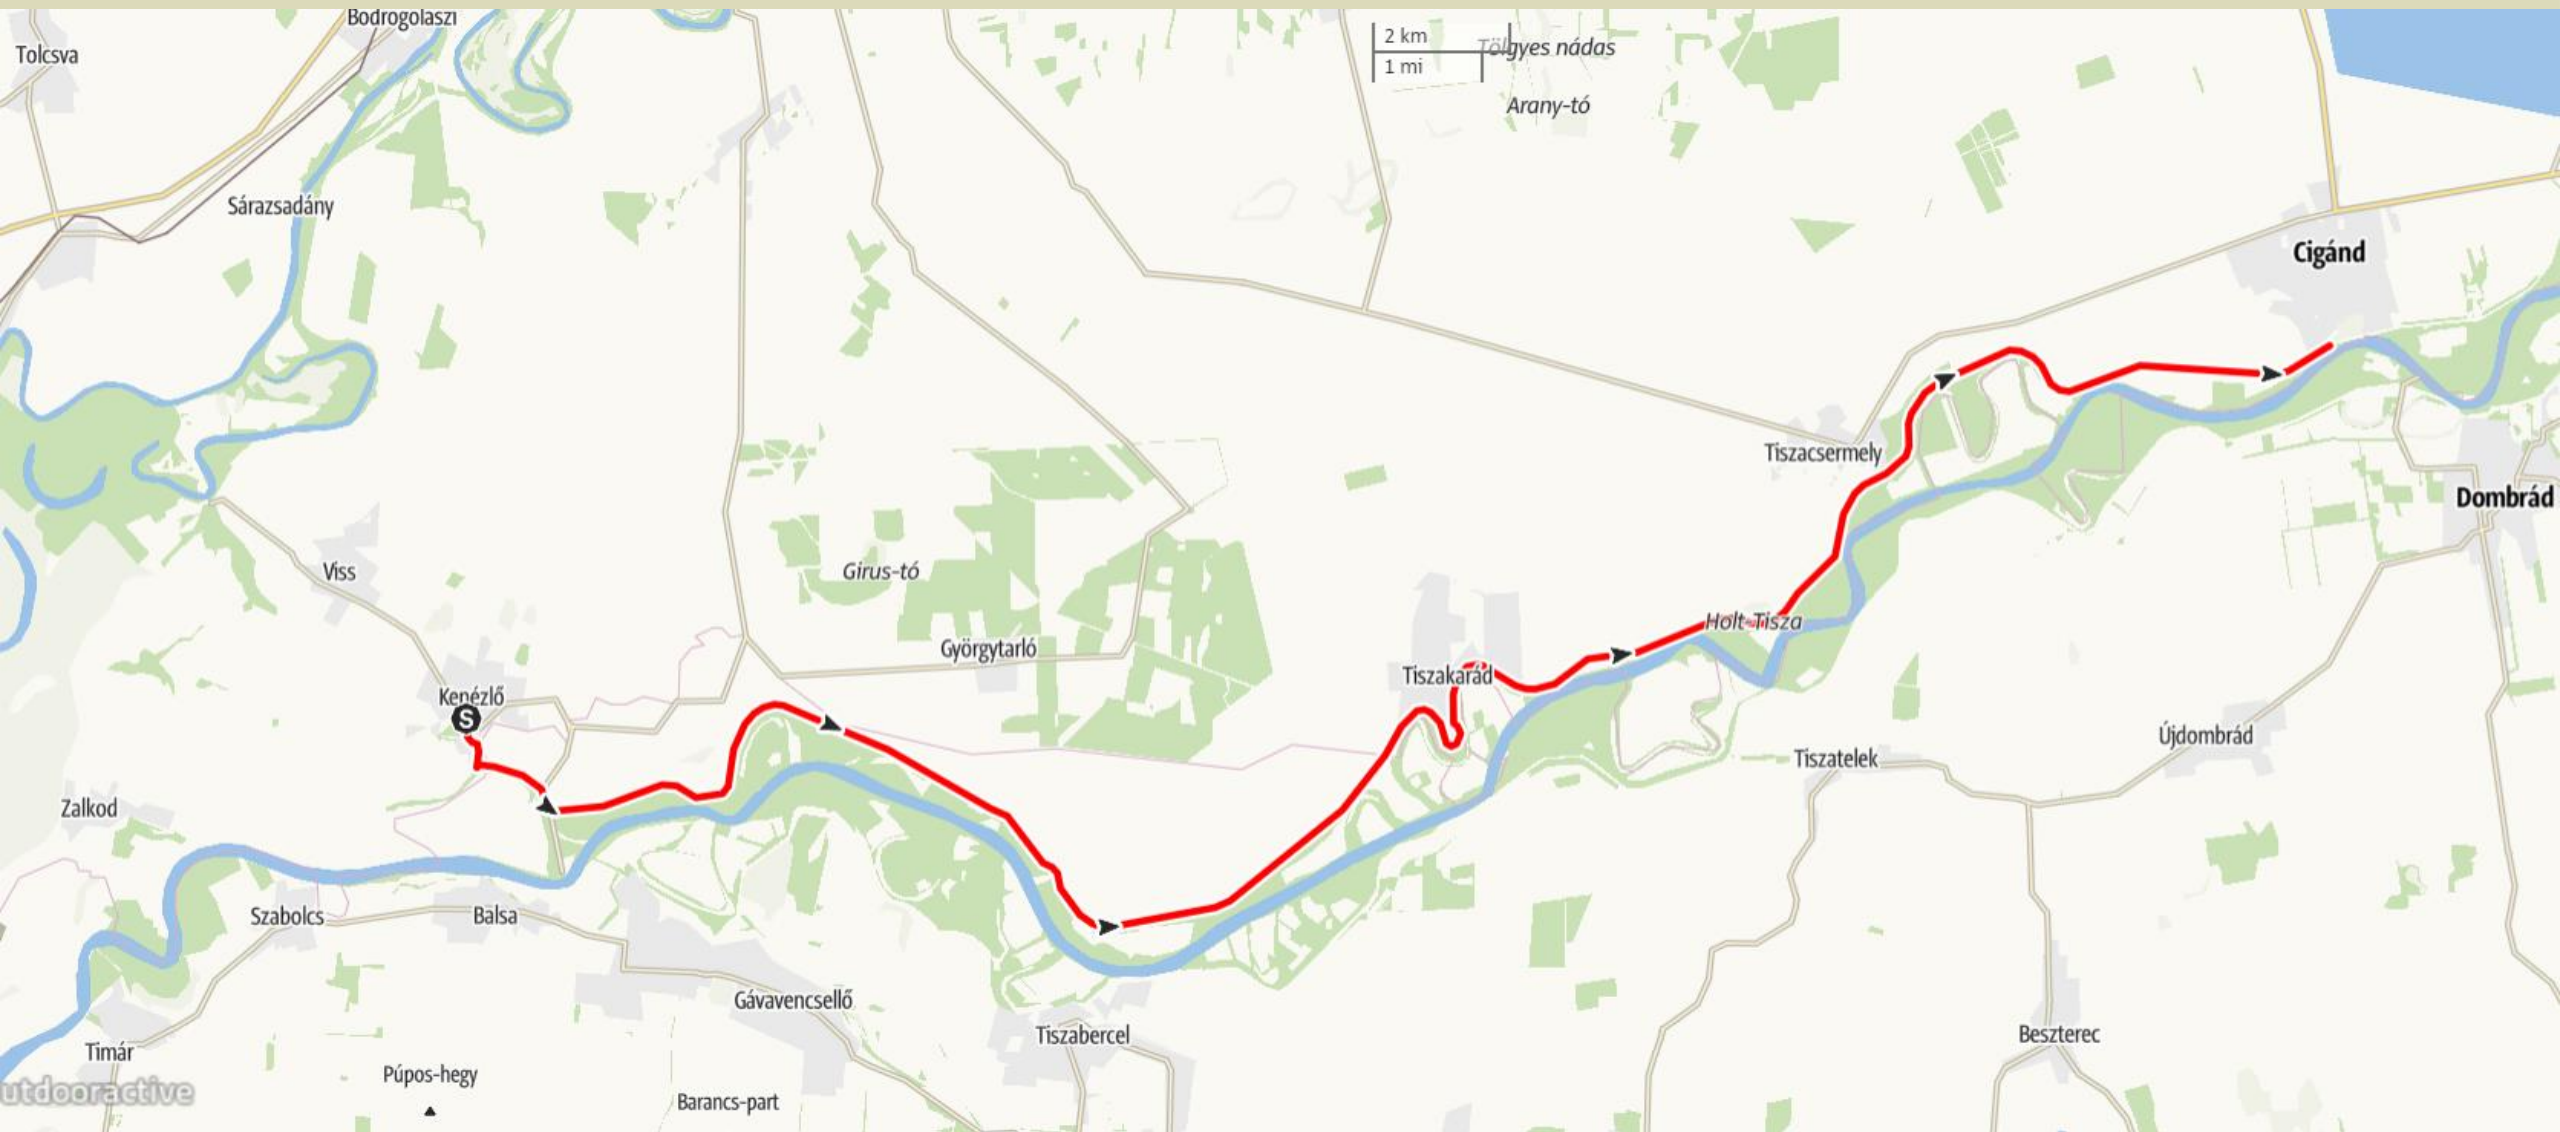 Bodrogolaszi
Tolcsva
2 km
Tölgyes nádas
1 mi
Arany-tó
Sárazsadány
Cigánd
Tiszacsermely
Dombrád
Viss
Girus-tó
Holt-Tisza
Györgytarló
Tiszakarád
Kenézlő
S
Újdombrád
Tiszatelek
Zalkod
Szabolcs
Balsa
Gávavencsellő
Tiszabercel
Beszterec
Timár
Púpos-hegy
utdooractive
Barancs-part